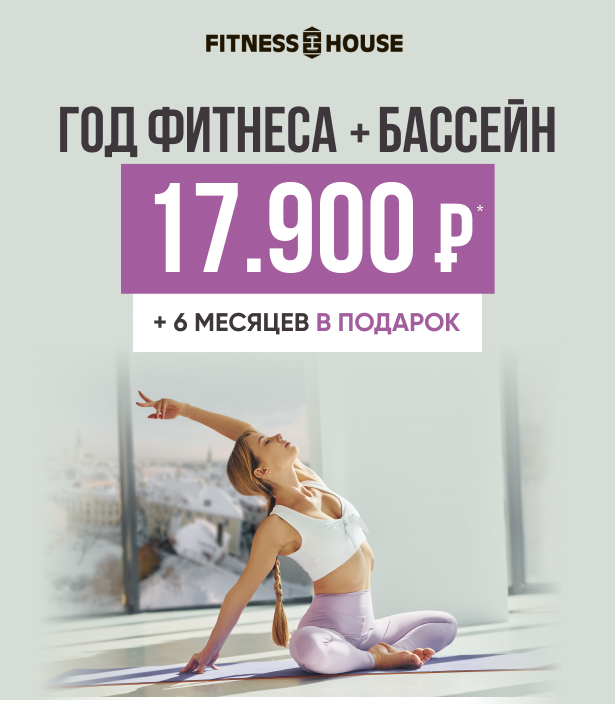 FITNESS HOUSE
ГОД ФИТНЕСА + БАССЕЙН
17.900 ₽*
+ 6 МЕСЯЦЕВ В ПОДАРОК